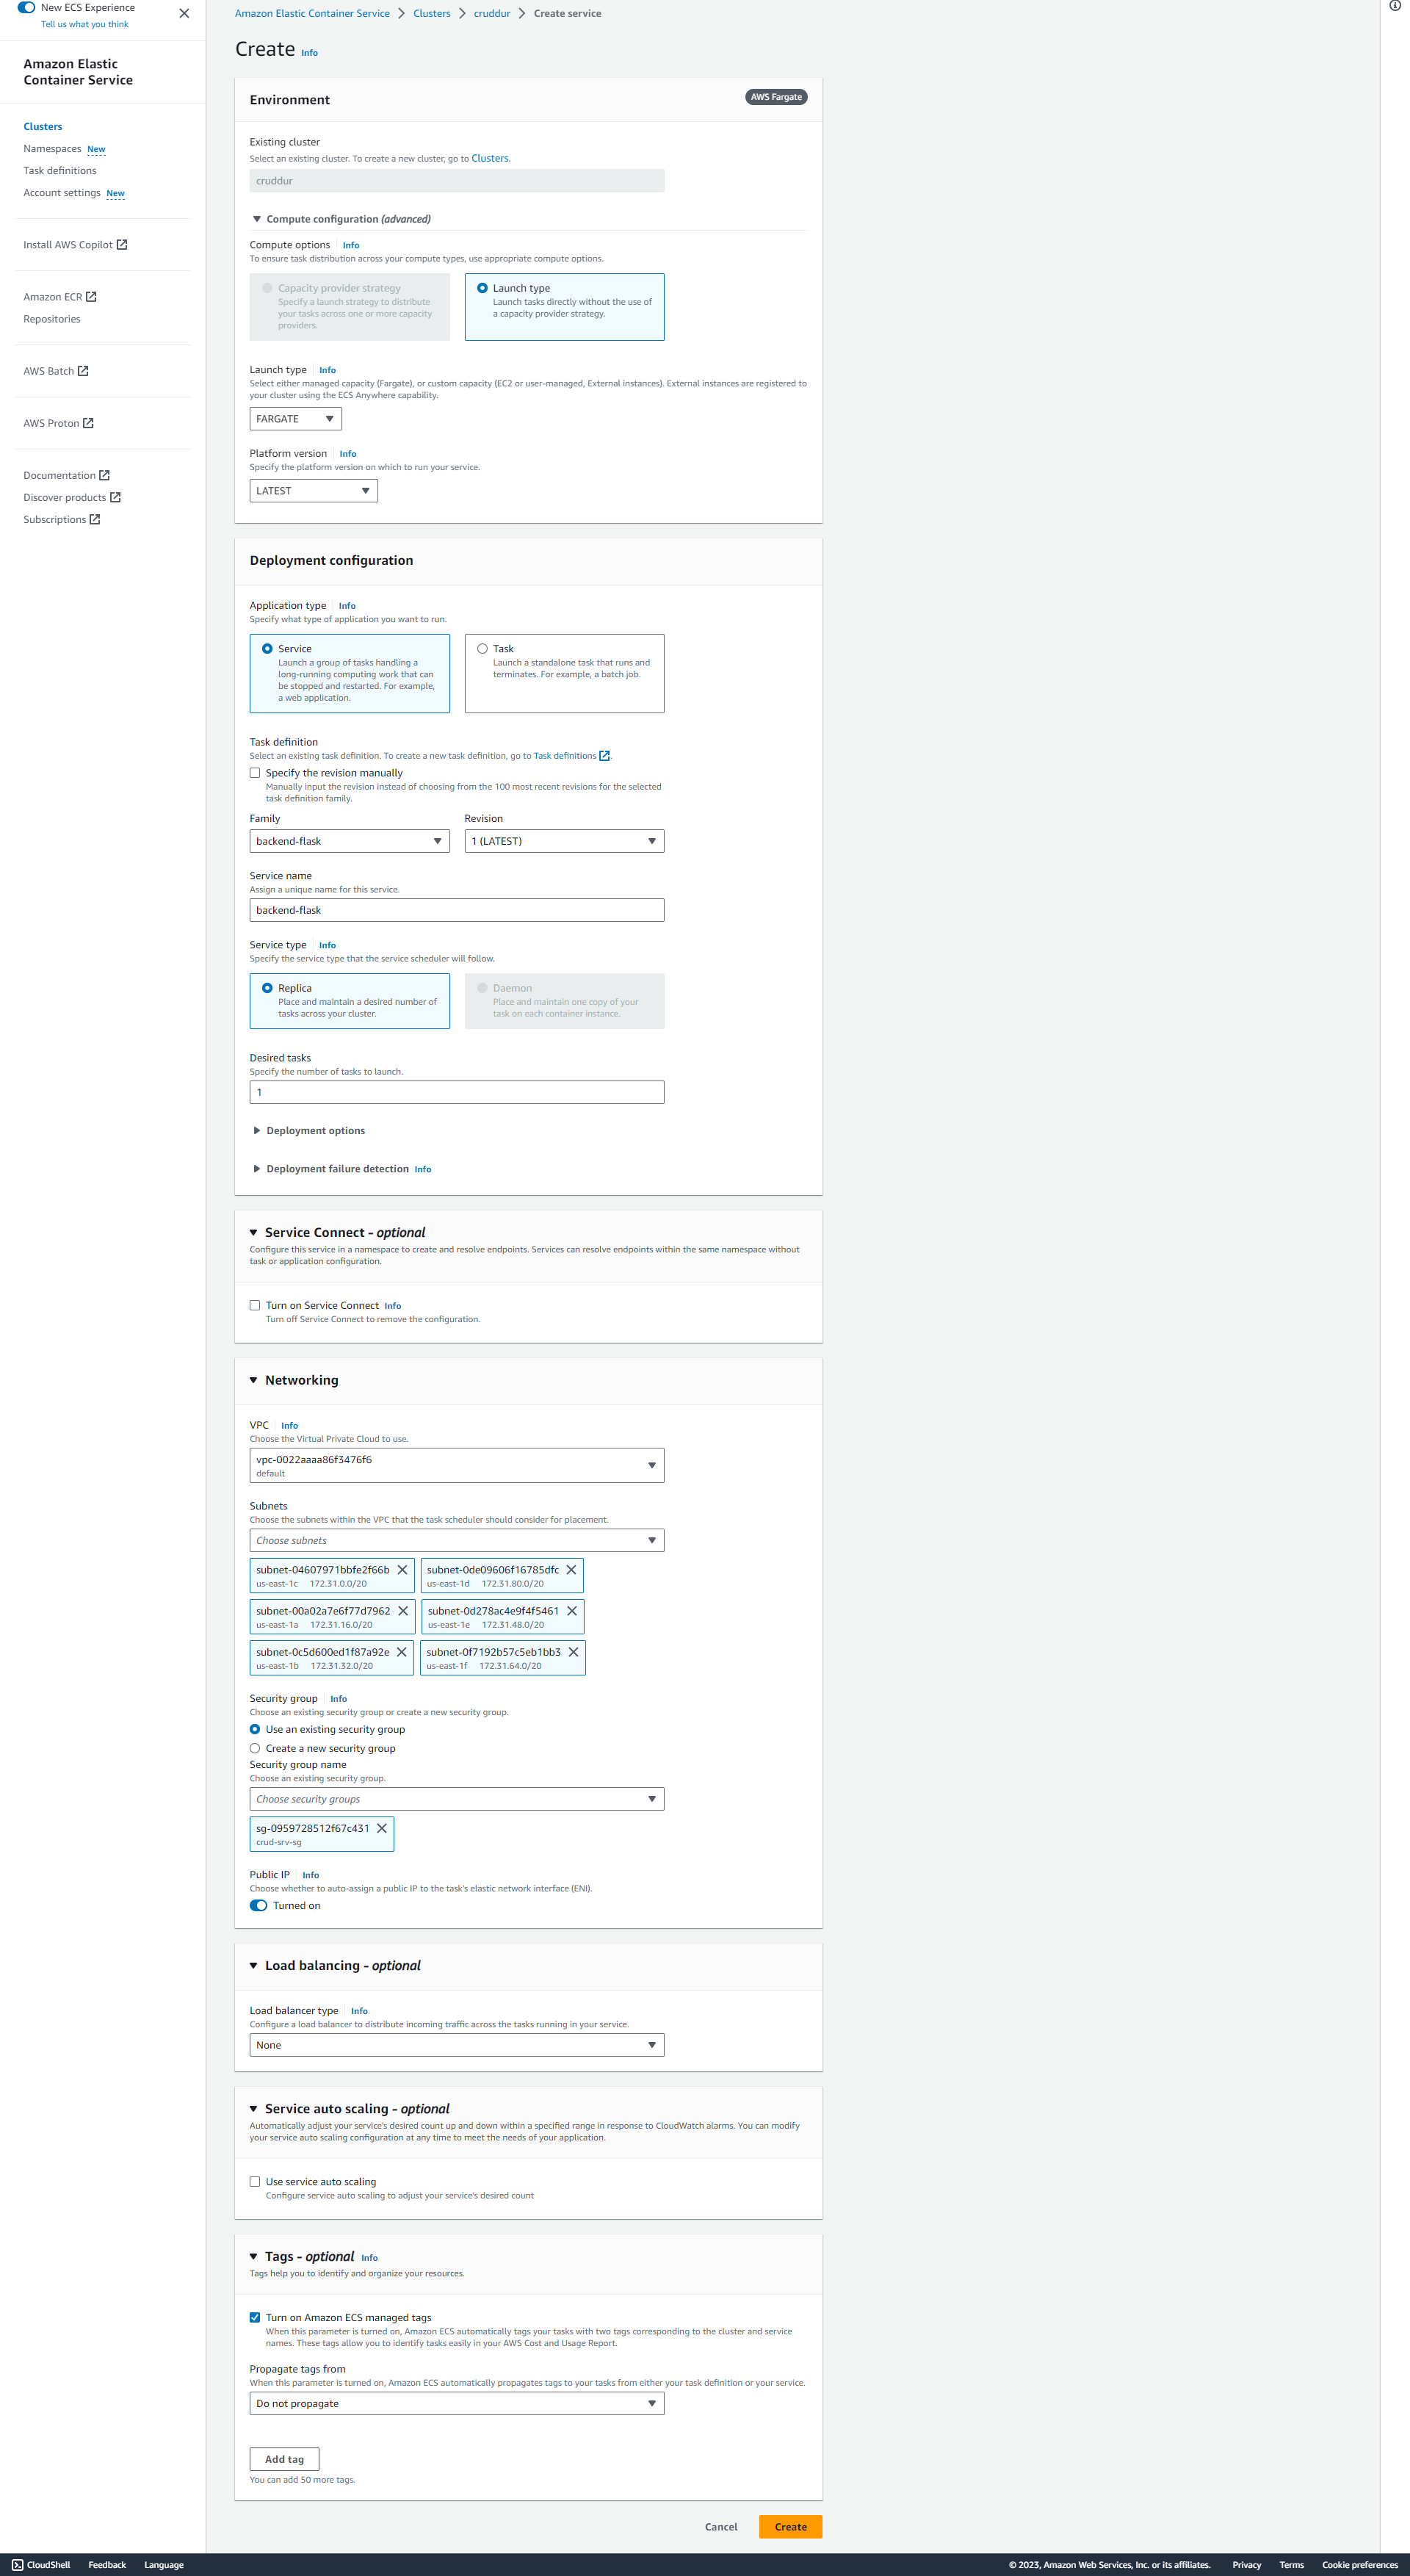 New ECS Experience
Tell us what you think
Amazon Elastic
Container Service
Clusters
Namespaces New
Task definitions
Account settings New
Install AWS Copilot
Amazon ECR
Repositories
AWS Batch
AWS Proton
Documentation
Discover products
Subscriptions
Amazon Elastic Container Service > Clusters > cruddur > Create service
Create Info
Environment
AWS Fargate
Existing cluster
Select an existing cluster. To create a new cluster, go to Clusters.
cruddur
Compute configuration (advanced)
Compute options Info
To ensure task distribution across your compute types, use appropriate compute options.
Capacity provider strategy
Specify a launch strategy to distribute
your tasks across one or more capacity
providers.
Launch type
Launch tasks directly without the use of
a capacity provider strategy.
Launch type Info
Select either managed capacity (Fargate), or custom capacity (EC2 or user-managed, External instances). External instances are registered to
your cluster using the ECS Anywhere capability.
FARGATE
Platform version Info
Specify the platform version on which to run your service.
LATEST
Deployment configuration
Application type Info
Specify what type of application you want to run.
Service
Launch a group of tasks handling a
long-running computing work that can
be stopped and restarted. For example,
a web application.
Task
Launch a standalone task that runs and
terminates. For example, a batch job.
Task definition
Select an existing task definition. To create a new task definition, go to Task definitions.
Specify the revision manually
Manually input the revision instead of choosing from the 100 most recent revisions for the selected
task definition family.
Family Revision
backend-flask 1 (LATEST)
Service name
Assign a unique name for this service.
backend-flask
Service type Info
Specify the service type that the service scheduler will follow.
Replica
Place and maintain a desired number of
tasks across your cluster.
Daemon
Place and maintain one copy of your
task on each container instance.
Desired tasks
Specify the number of tasks to launch.
1
Deployment options
Deployment failure detection Info
Service Connect - optional
Configure this service in a namespace to create and resolve endpoints. Services can resolve endpoints within the same namespace without
task or application configuration.
Turn on Service Connect Info
Turn off Service Connect to remove the configuration.
Networking
VPC Info
Choose the Virtual Private Cloud to use.
vpc-0022aaaa86f3476f6
default
Subnets
Choose the subnets within the VPC that the task scheduler should consider for placement.
Choose subnets
subnet-04607971bbfe2f66b
us-east-1c 172.31.0.0/20
subnet-0de09606f16785dfc
us-east-1d 172.31.80.0/20
subnet-00a02a7e6f77d7962
us-east-1a 172.31.16.0/20
subnet-0d278ac4e9f4f5461
us-east-1e 172.31.48.0/20
subnet-0c5d600ed1f87a92e
us-east-1b 172.31.32.0/20
subnet-0f7192b57c5eb1bb3
us-east-1f 172.31.64.0/20
Security group Info
Choose an existing security group or create a new security group.
Use an existing security group
Create a new security group
Security group name
Choose an existing security group.
Choose security groups
sg-0959728512f67c431
crud-srv-sg
Public IP Info
Choose whether to auto-assign a public IP to the task's elastic network interface (ENI).
Turned on
Load balancing - optional
Load balancer type Info
Configure a load balancer to distribute incoming traffic across the tasks running in your service.
None
Service auto scaling - optional
Automatically adjust your service's desired count up and down within a specified range in response to CloudWatch alarms. You can modify
your service auto scaling configuration at any time to meet the needs of your application.
Use service auto scaling
Configure service auto scaling to adjust your service's desired count
Tags - optional Info
Tags help you to identify and organize your resources.
Turn on Amazon ECS managed tags
When this parameter is turned on, Amazon ECS automatically tags your tasks with two tags corresponding to the cluster and service
names. These tags allow you to identify tasks easily in your AWS Cost and Usage Report.
Propagate tags from
When this parameter is turned on, Amazon ECS automatically propagates tags to your tasks from either your task definition or your service.
Do not propagate
Add tag
You can add 50 more tags.
Cancel Create
CloudShell Feedback Language © 2023, Amazon Web Services, Inc. or its affiliates. Privacy Terms Cookie preferences